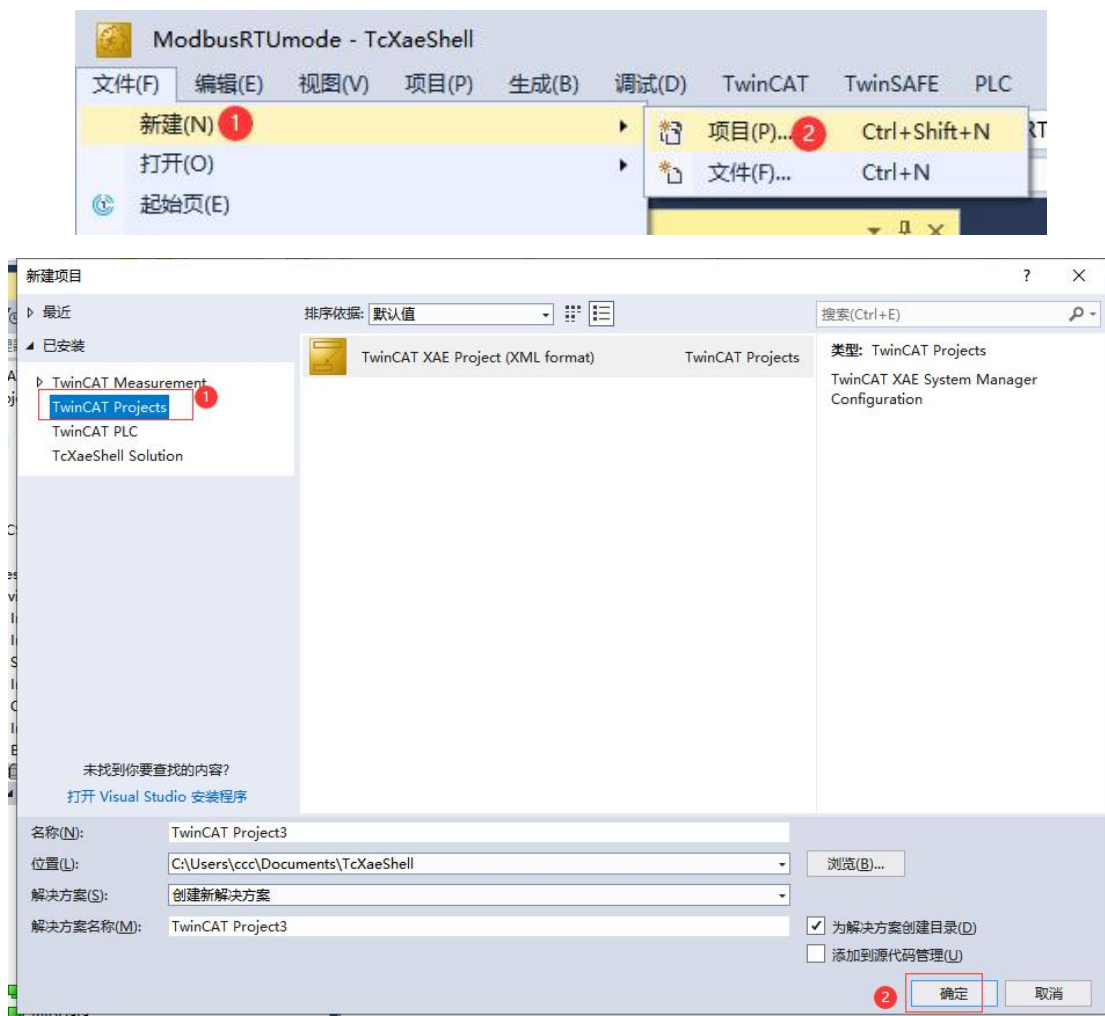 ModbusRTUmode - TcXaeShell
文件(F) 编辑(E) 视图(V) 项目(P) 生成(B) 调试(D) TwinCAT TwinSAFE PLC
新建(N) 1
项目(P)... 2 Ctrl+Shift+N RT
打开(O)
文件(F)... Ctrl+N
起始页(E)
新建项目 ?
最近
排序依据: 默认值
搜索(Ctrl+E)
已安装
TwinCAT Measurement
TwinCAT Projects 1
TwinCAT PLC
TcXaeShell Solution
TwinCAT XAE Project (XML format) TwinCAT Projects
类型: TwinCAT Projects
TwinCAT XAE System Manager
Configuration
未找到你要查找的内容?
打开 Visual Studio 安装程序
名称(N): TwinCAT Project3
位置(L): C:\Users\ccc\Documents\TcXaeShell 浏览(B)...
解决方案(S): 创建新解决方案
解决方案名称(M): TwinCAT Project3
为解决方案创建目录(D)
添加到源代码管理(U)
2 确定 取消